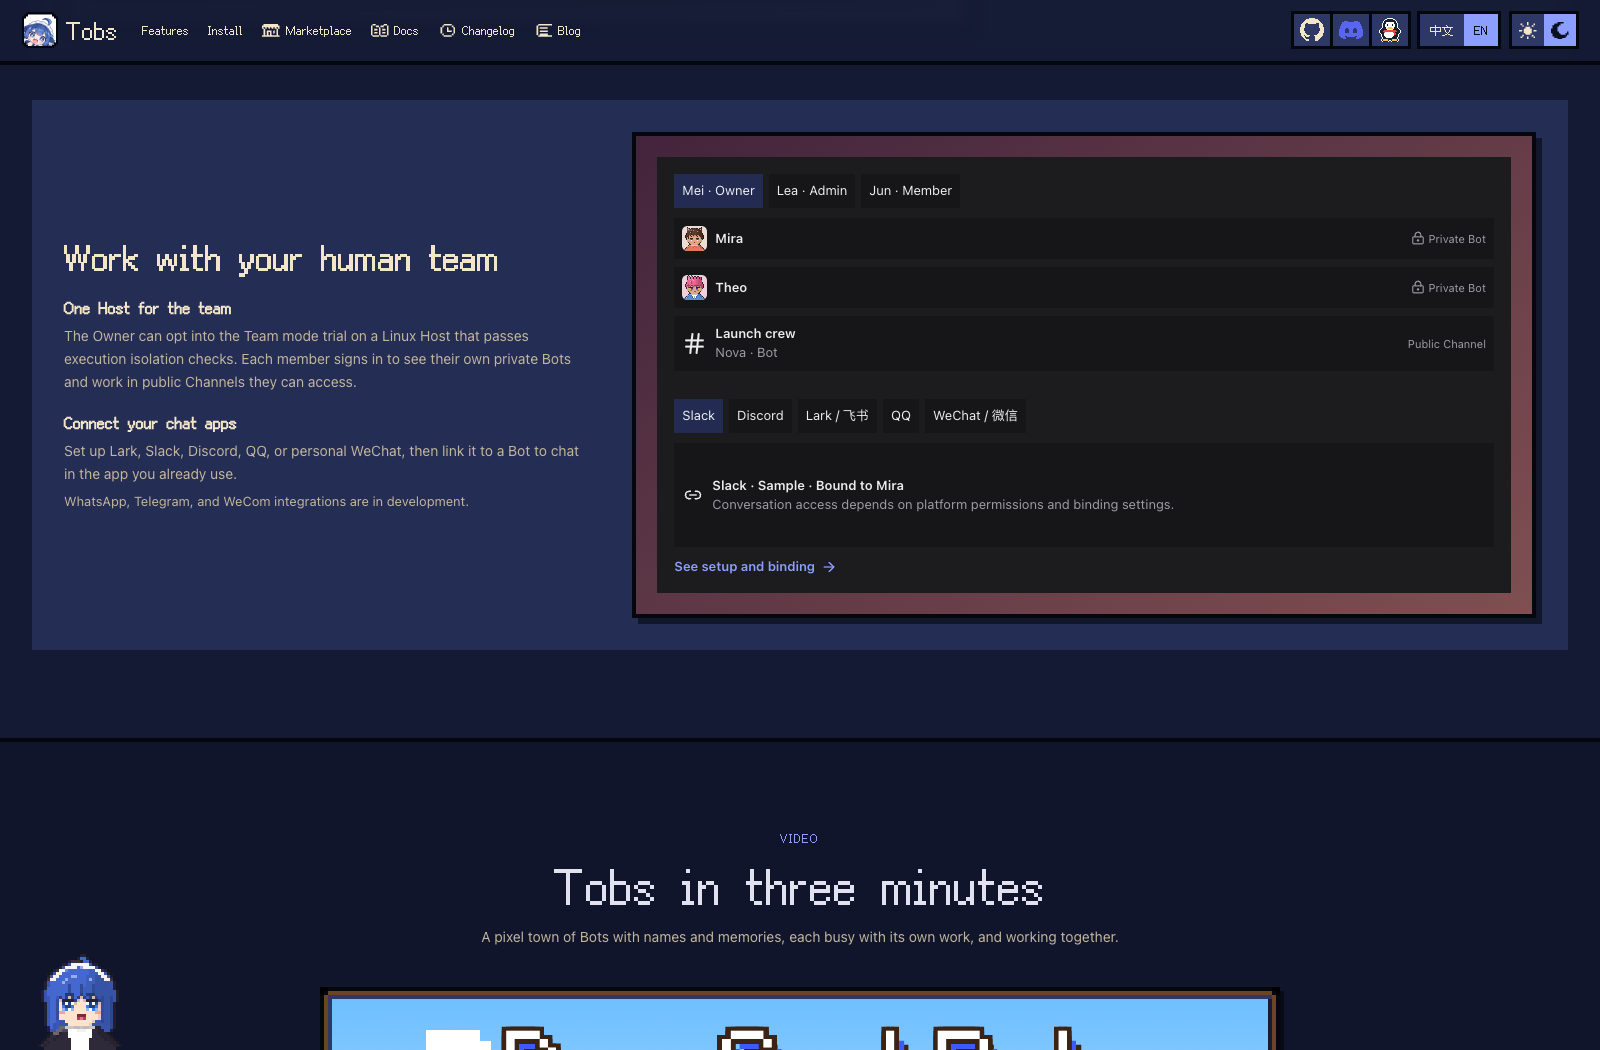 Tobs
Features
Install
Marketplace
Docs
Changelog
Blog
中文
EN
Work with your human team
One Host for the team
The Owner can opt into the Team mode trial on a Linux Host that passes
execution isolation checks. Each member signs in to see their own private Bots
and work in public Channels they can access.
Connect your chat apps
Set up Lark, Slack, Discord, QQ, or personal WeChat, then link it to a Bot to chat
in the app you already use.
WhatsApp, Telegram, and WeCom integrations are in development.
Mei · Owner
Lea · Admin
Jun · Member
Mira
Private Bot
Theo
Private Bot
Launch crew
Nova · Bot
Public Channel
Slack
Discord
Lark / 飞书
QQ
WeChat / 微信
Slack · Sample · Bound to Mira
Conversation access depends on platform permissions and binding settings.
See setup and binding →
VIDEO
Tobs in three minutes
A pixel town of Bots with names and memories, each busy with its own work, and working together.